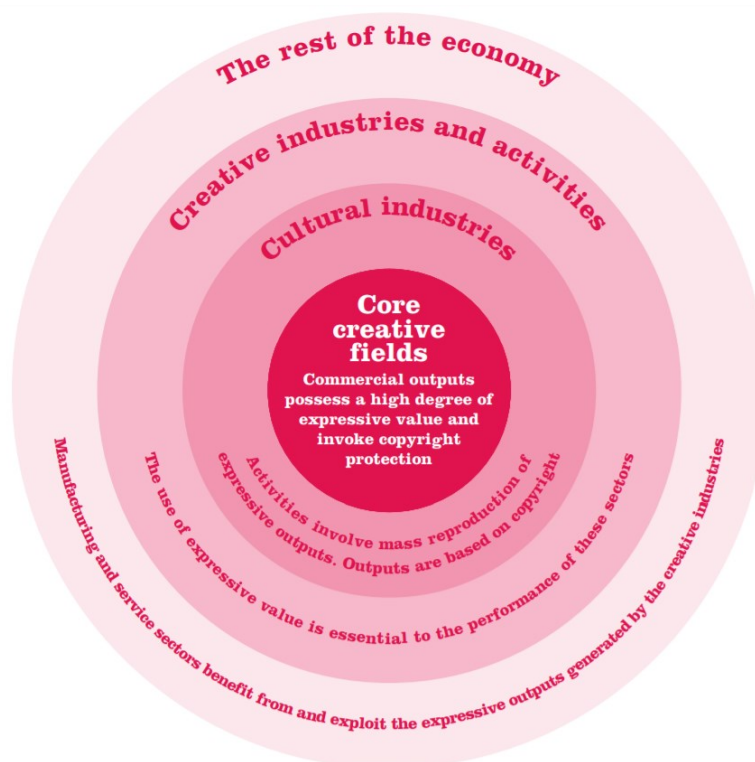 The rest of the economy
Creative industries and activities
Cultural industries
Core
creative
fields
Commercial outputs
possess a high degree of
expressive value and
invoke copyright
protection
Activities involve mass reproduction of
expressive outputs. Outputs are based on copyright
The use of expressive value is essential to the performance of these sectors
Manufacturing and service sectors benefit from and exploit the expressive outputs generated by the creative industries